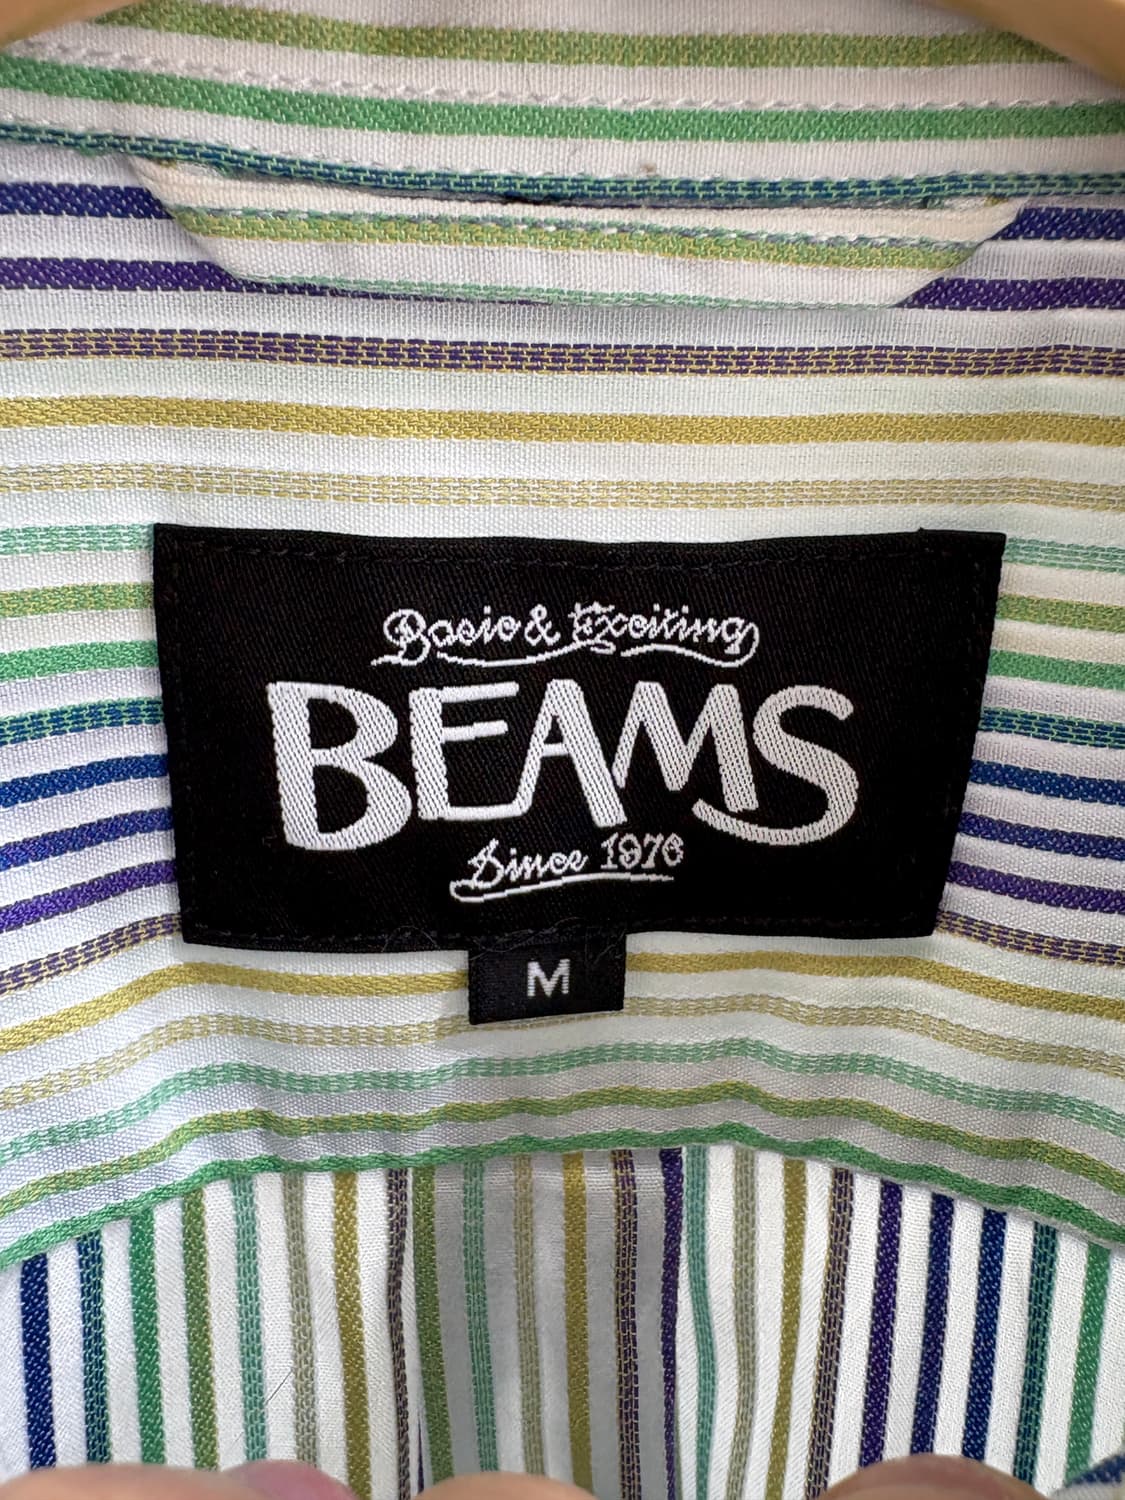 Basic & Exciting
BEAMS
Since 1976
M